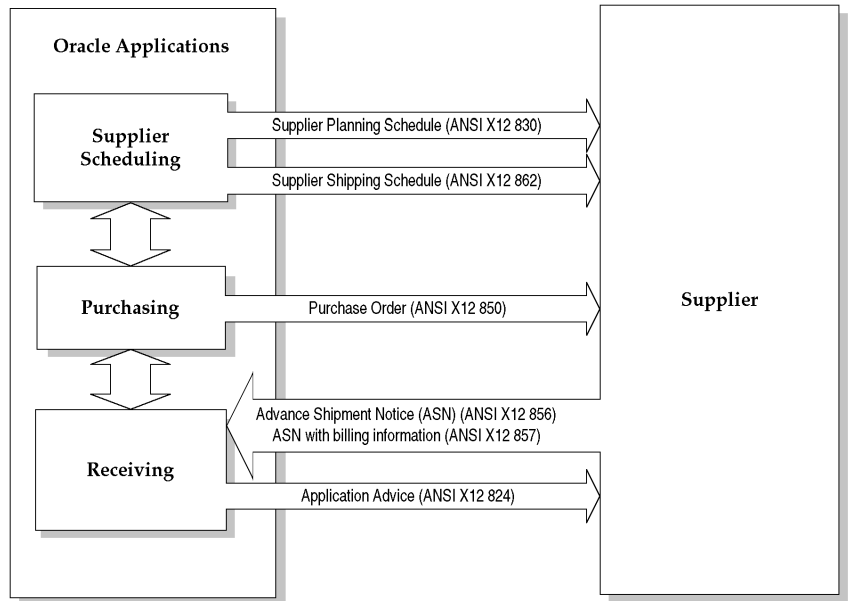 Oracle Applications
Supplier
Scheduling
Supplier Planning Schedule (ANSI X12 830)
Supplier Shipping Schedule (ANSI X12 862)
Purchasing
Purchase Order (ANSI X12 850)
Supplier
Advance Shipment Notice (ASN) (ANSI X12 856)
ASN with billing information (ANSI X12 857)
Receiving
Application Advice (ANSI X12 824)